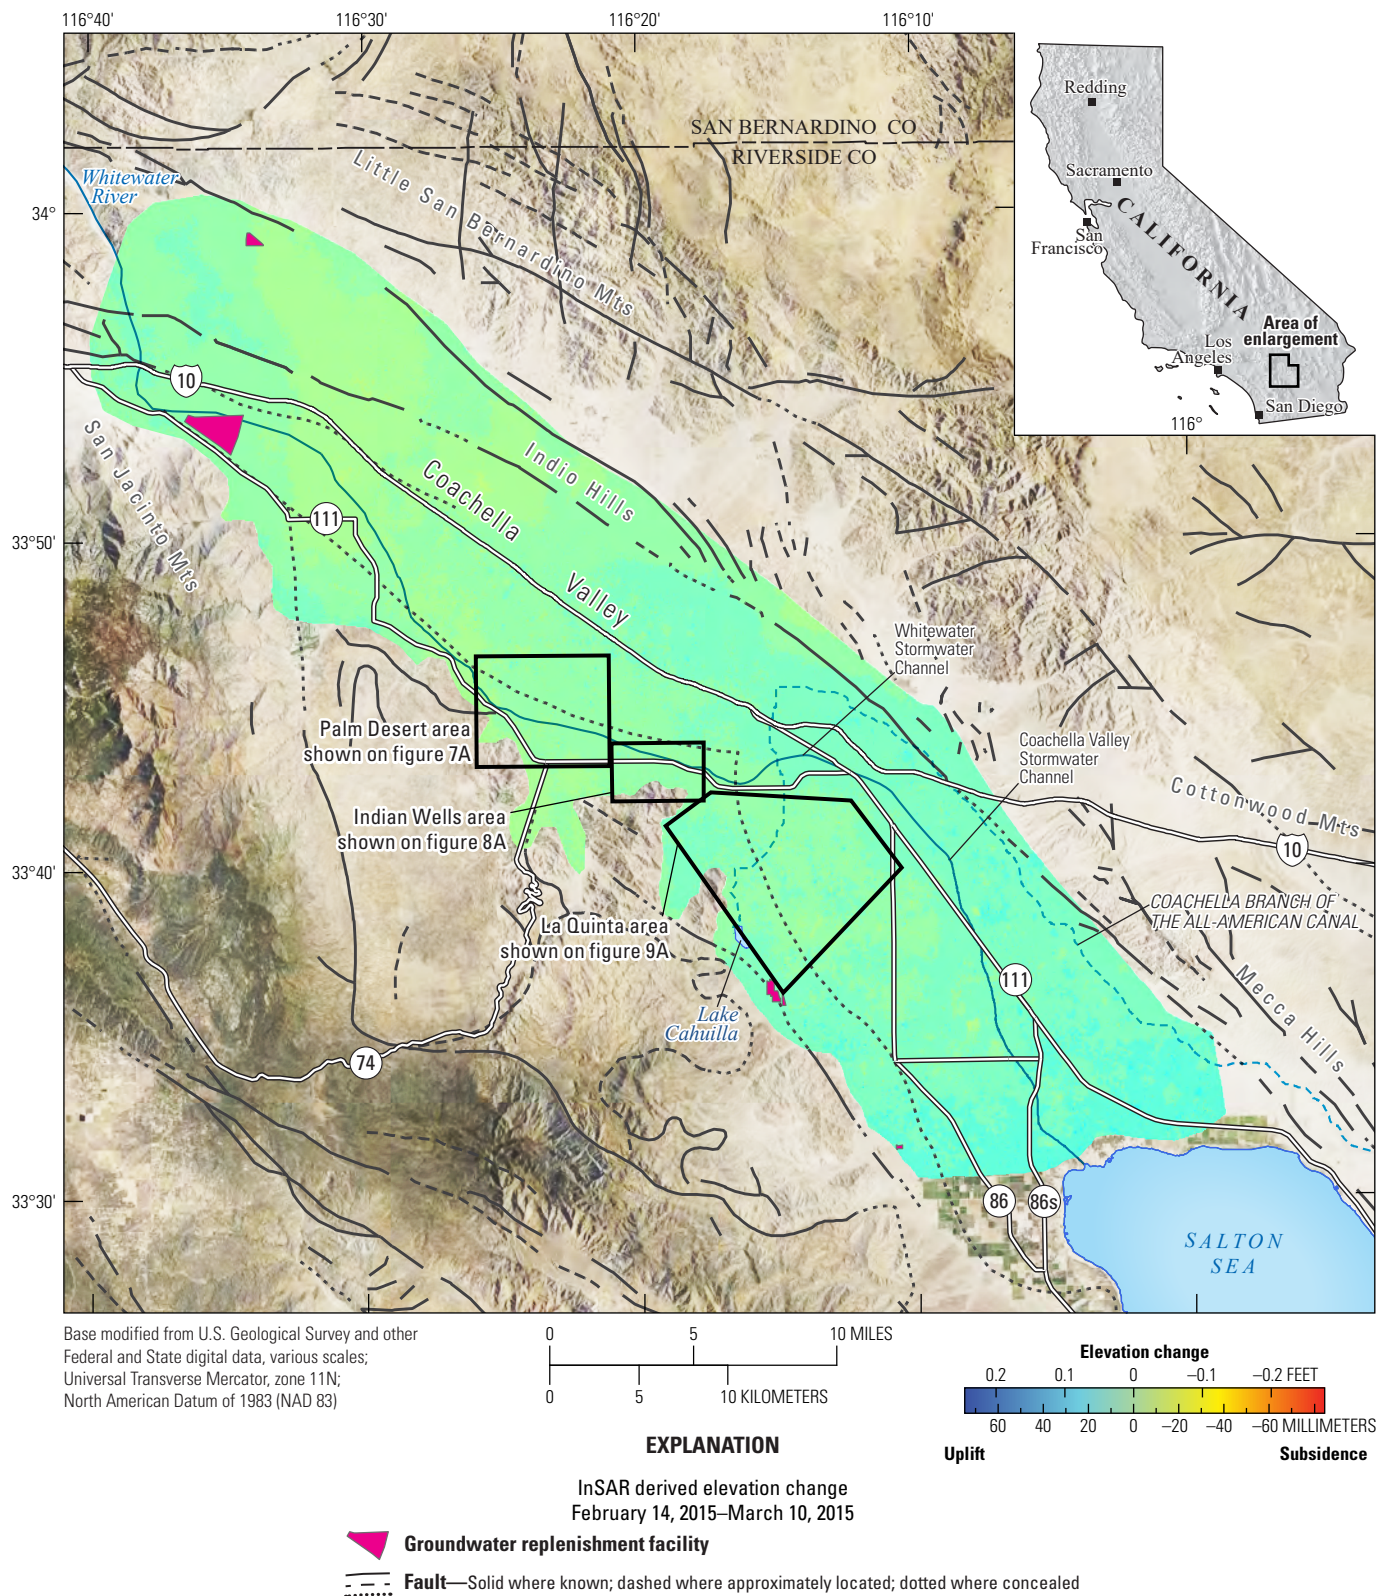 116°40'
116°30'
116°20'
116°10'
SAN BERNARDINO CO
RIVERSIDE CO
Whitewater
River
Little San Bernardino Mts
34°
Redding
Sacramento
San
Francisco
CALIFORNIA
Area of
enlargement
Los
Angeles
San Diego
116°
10
San Jacinto Mts
Coachella
Valley
Indio Hills
111
33°50'
Whitewater
Stormwater
Channel
Palm Desert area
shown on figure 7A
Coachella Valley
Stormwater
Channel
Indian Wells area
shown on figure 8A
Cottonwood Mts
10
33°40'
COACHELLA BRANCH OF
THE ALL-AMERICAN CANAL
La Quinta area
shown on figure 9A
111
Mecca Hills
Lake
Cahuilla
74
33°30'
86
86s
SALTON
SEA
Base modified from U.S. Geological Survey and other
Federal and State digital data, various scales;
Universal Transverse Mercator, zone 11N;
North American Datum of 1983 (NAD 83)
0 5 10 MILES
0 5 10 KILOMETERS
Elevation change
0.2 0.1 0 –0.1 –0.2 FEET
60 40 20 0 –20 –40 –60 MILLIMETERS
Uplift Subsidence
EXPLANATION
InSAR derived elevation change
February 14, 2015–March 10, 2015
Groundwater replenishment facility
Fault—Solid where known; dashed where approximately located; dotted where concealed